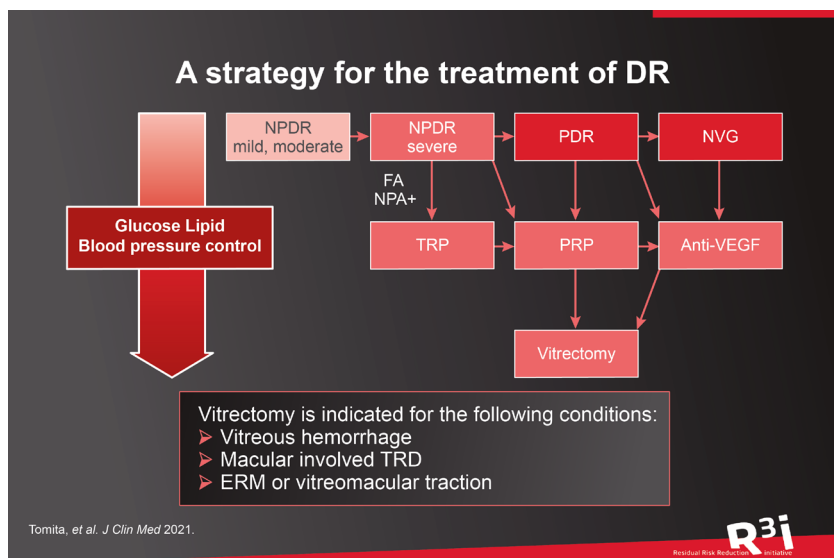 A strategy for the treatment of DR
NPDR
mild, moderate
NPDR
severe
PDR
NVG
FA
NPA+
Glucose Lipid
Blood pressure control
TRP
PRP
Anti-VEGF
Vitrectomy
Vitrectomy is indicated for the following conditions:
Vitreous hemorrhage
Macular involved TRD
ERM or vitreomacular traction
Tomita, et al. J Clin Med 2021.
R3i
Residual Risk Reduction initiative